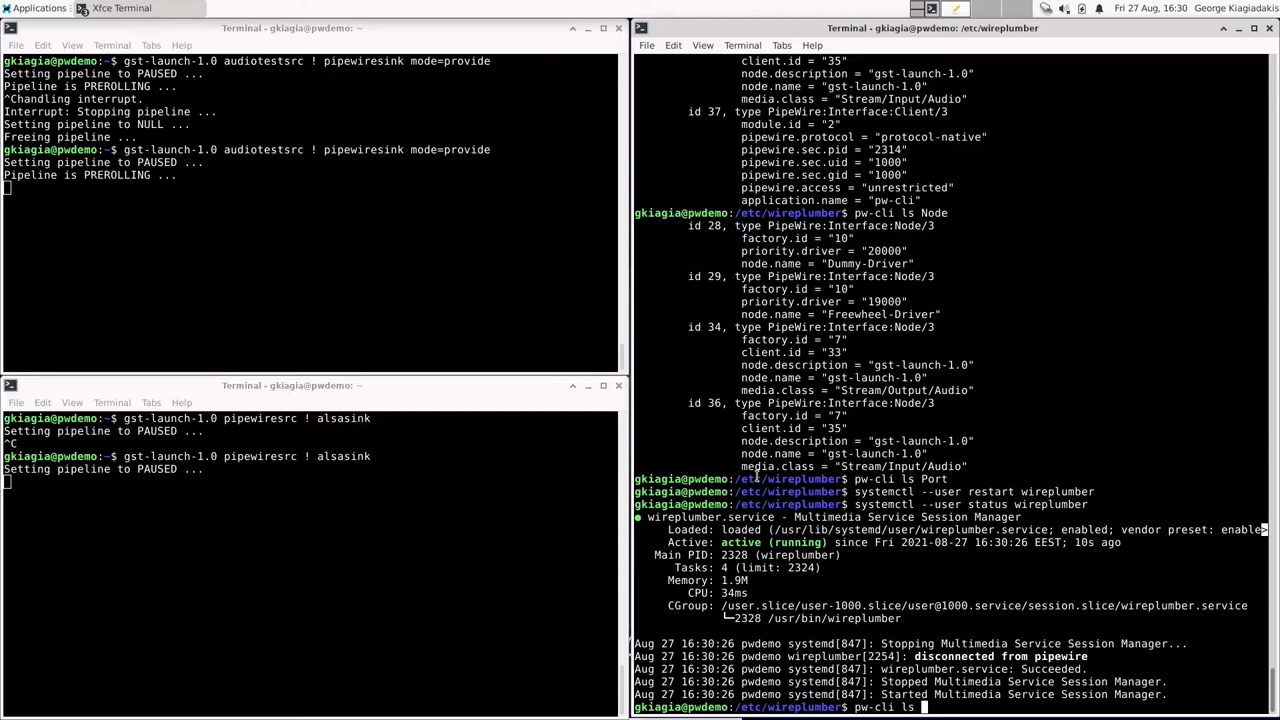 Applications
Xfce Terminal
Fri 27 Aug, 16:30
George Kiagiadakis
Terminal - gkiagia@pwdemo: ~
File Edit View Terminal Tabs Help
gkiagia@pwdemo:~$ gst-launch-1.0 audiotestsrc ! pipewiresink mode=provide
Setting pipeline to PAUSED ...
Pipeline is PREROLLING ...
^Chandling interrupt.
Interrupt: Stopping pipeline ...
Setting pipeline to NULL ...
Freeing pipeline ...
gkiagia@pwdemo:~$ gst-launch-1.0 audiotestsrc ! pipewiresink mode=provide
Setting pipeline to PAUSED ...
Pipeline is PREROLLING ...
Terminal - gkiagia@pwdemo: ~
File Edit View Terminal Tabs Help
gkiagia@pwdemo:~$ gst-launch-1.0 pipewiresrc ! alsasink
Setting pipeline to PAUSED ...
^C
gkiagia@pwdemo:~$ gst-launch-1.0 pipewiresrc ! alsasink
Setting pipeline to PAUSED ...
Terminal - gkiagia@pwdemo: /etc/wireplumber
File Edit View Terminal Tabs Help
client.id = "35"
node.description = "gst-launch-1.0"
node.name = "gst-launch-1.0"
media.class = "Stream/Input/Audio"
id 37, type PipeWire:Interface:Client/3
module.id = "2"
pipewire.protocol = "protocol-native"
pipewire.sec.pid = "2314"
pipewire.sec.uid = "1000"
pipewire.sec.gid = "1000"
pipewire.access = "unrestricted"
application.name = "pw-cli"
gkiagia@pwdemo:/etc/wireplumber$ pw-cli ls Node
id 28, type PipeWire:Interface:Node/3
factory.id = "10"
priority.driver = "20000"
node.name = "Dummy-Driver"
id 29, type PipeWire:Interface:Node/3
factory.id = "10"
priority.driver = "19000"
node.name = "Freewheel-Driver"
id 34, type PipeWire:Interface:Node/3
factory.id = "7"
client.id = "33"
node.description = "gst-launch-1.0"
node.name = "gst-launch-1.0"
media.class = "Stream/Output/Audio"
id 36, type PipeWire:Interface:Node/3
factory.id = "7"
client.id = "35"
node.description = "gst-launch-1.0"
node.name = "gst-launch-1.0"
media.class = "Stream/Input/Audio"
gkiagia@pwdemo:/etc/wireplumber$ pw-cli ls Port
gkiagia@pwdemo:/etc/wireplumber$ systemctl --user restart wireplumber
gkiagia@pwdemo:/etc/wireplumber$ systemctl --user status wireplumber
● wireplumber.service - Multimedia Service Session Manager
Loaded: loaded (/usr/lib/systemd/user/wireplumber.service; enabled; vendor preset: enable>
Active: active (running) since Fri 2021-08-27 16:30:26 EEST; 10s ago
Main PID: 2328 (wireplumber)
Tasks: 4 (limit: 2324)
Memory: 1.9M
CPU: 34ms
CGroup: /user.slice/user-1000.slice/user@1000.service/session.slice/wireplumber.service
└─2328 /usr/bin/wireplumber
Aug 27 16:30:26 pwdemo systemd[847]: Stopping Multimedia Service Session Manager...
Aug 27 16:30:26 pwdemo wireplumber[2254]: disconnected from pipewire
Aug 27 16:30:26 pwdemo systemd[847]: wireplumber.service: Succeeded.
Aug 27 16:30:26 pwdemo systemd[847]: Stopped Multimedia Service Session Manager.
Aug 27 16:30:26 pwdemo systemd[847]: Started Multimedia Service Session Manager.
gkiagia@pwdemo:/etc/wireplumber$ pw-cli ls